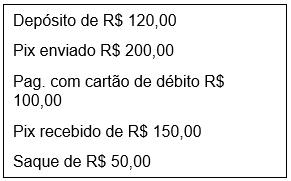 Depósito de R$ 120,00
Pix enviado R$ 200,00
Pag. com cartão de débito R$
100,00
Pix recebido de R$ 150,00
Saque de R$ 50,00